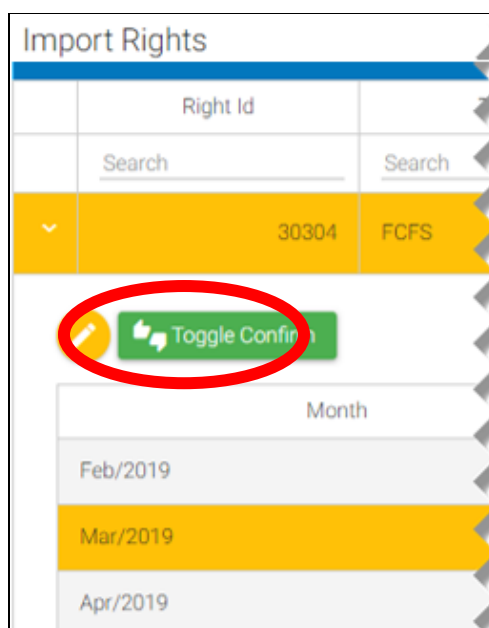 Import Rights
Right Id
Search Search
30304 FCFS
Toggle Confirm
Month
Feb/2019
Mar/2019
Apr/2019